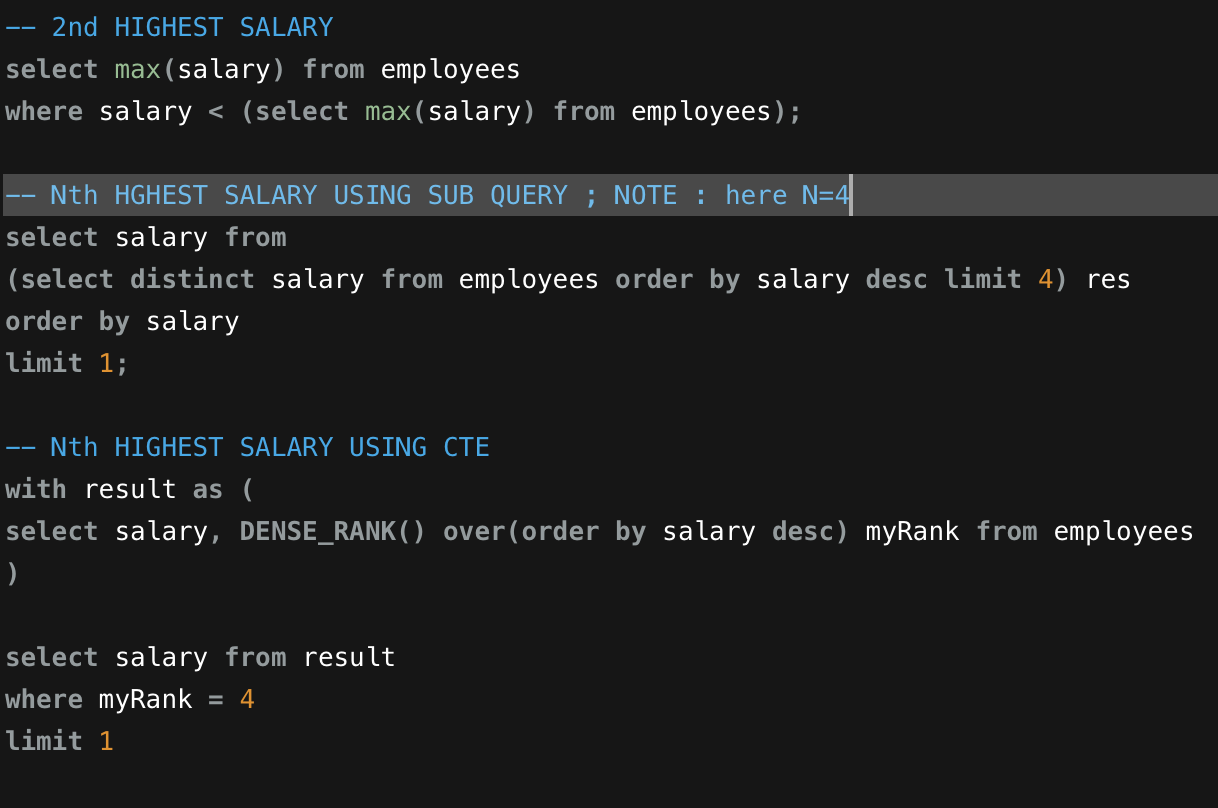 -- 2nd HIGHEST SALARY
select max(salary) from employees
where salary < (select max(salary) from employees);
-- Nth HGHEST SALARY USING SUB QUERY ; NOTE : here N=4
select salary from
(select distinct salary from employees order by salary desc limit 4) res
order by salary
limit 1;
-- Nth HIGHEST SALARY USING CTE
with result as (
select salary, DENSE_RANK() over(order by salary desc) myRank from employees
)
select salary from result
where myRank = 4
limit 1